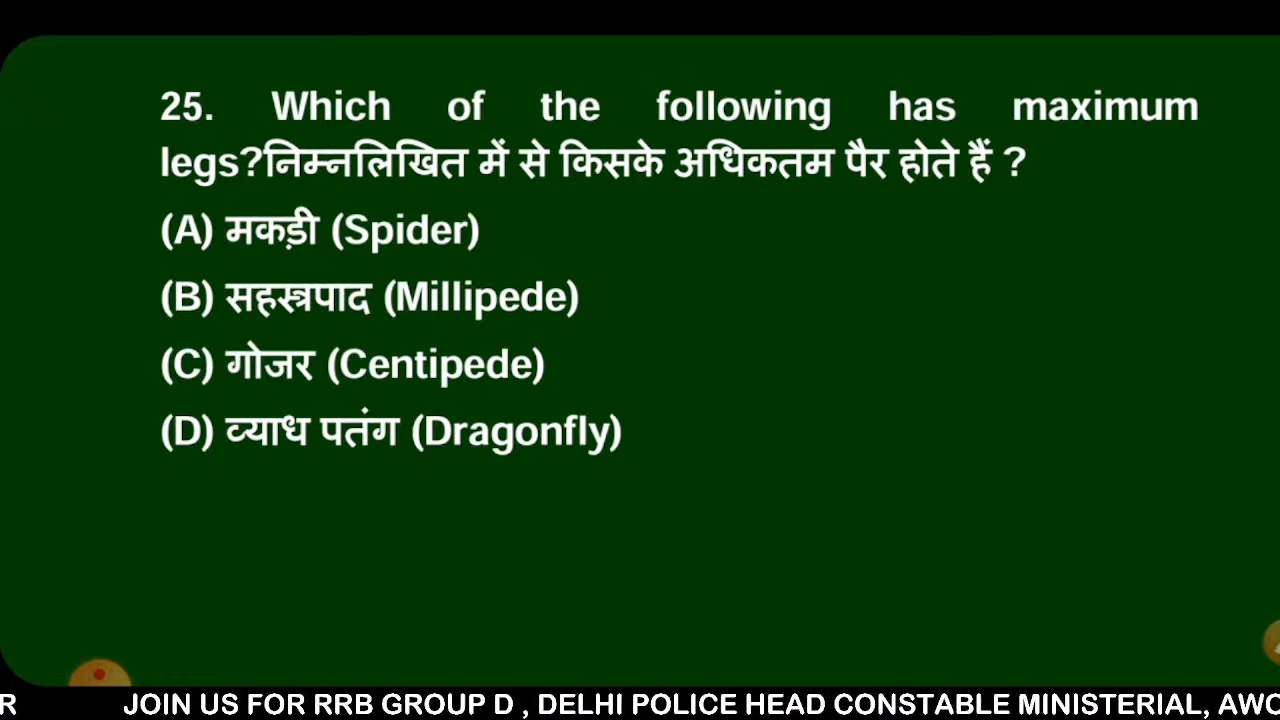 25. Which of the following has maximum
legs?निम्नलिखित में से किसके अधिकतम पैर होते हैं ?
(A) मकड़ी (Spider)
(B) सहस्त्रपाद (Millipede)
(C) गोजर (Centipede)
(D) व्याध पतंग (Dragonfly)
R JOIN US FOR RRB GROUP D , DELHI POLICE HEAD CONSTABLE MINISTERIAL, AWO